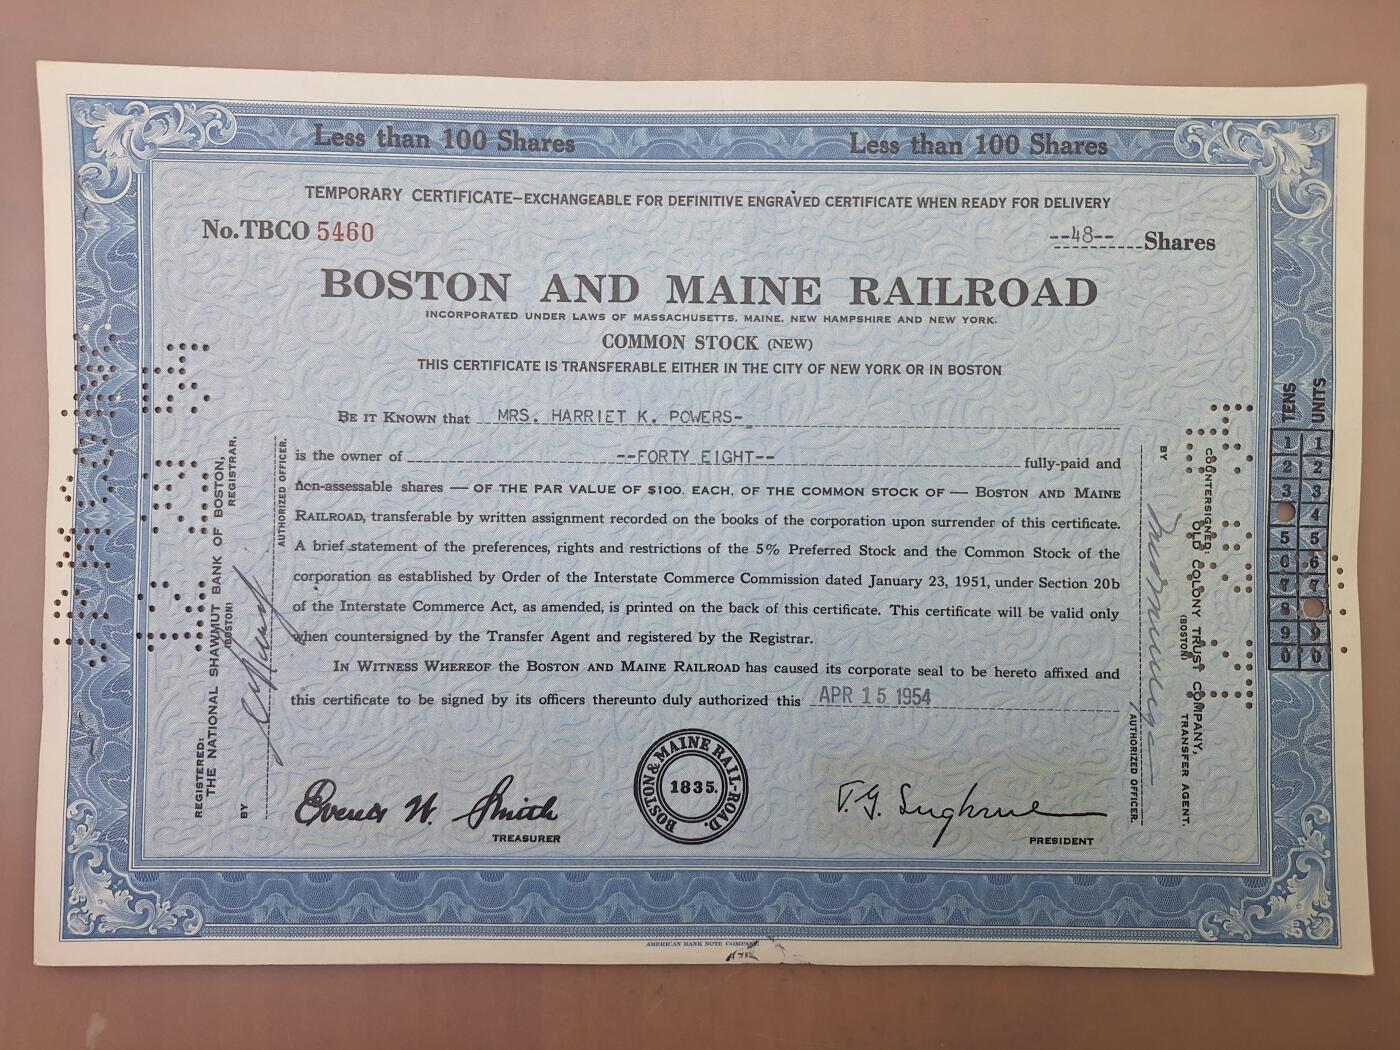 Less than 100 Shares Less than 100 Shares
TEMPORARY CERTIFICATE—EXCHANGEABLE FOR DEFINITIVE ENGRAVED CERTIFICATE WHEN READY FOR DELIVERY
No. TBCO 5460
--48-- Shares
BOSTON AND MAINE RAILROAD
INCORPORATED UNDER LAWS OF MASSACHUSETTS, MAINE, NEW HAMPSHIRE AND NEW YORK.
COMMON STOCK (NEW)
THIS CERTIFICATE IS TRANSFERABLE EITHER IN THE CITY OF NEW YORK OR IN BOSTON
BE IT KNOWN that MRS. HARRIET K. POWERS-
is the owner of --FORTY EIGHT-- fully-paid and
non-assessable shares — OF THE PAR VALUE OF $100. EACH, OF THE COMMON STOCK OF — BOSTON AND MAINE
RAILROAD, transferable by written assignment recorded on the books of the corporation upon surrender of this certificate.
A brief statement of the preferences, rights and restrictions of the 5% Preferred Stock and the Common Stock of the
corporation as established by Order of the Interstate Commerce Commission dated January 23, 1951, under Section 20b
of the Interstate Commerce Act, as amended, is printed on the back of this certificate. This certificate will be valid only
when countersigned by the Transfer Agent and registered by the Registrar.
IN WITNESS WHEREOF the BOSTON AND MAINE RAILROAD has caused its corporate seal to be hereto affixed and
this certificate to be signed by its officers thereunto duly authorized this APR 15 1954
TREASURER
BOSTON & MAINE RAIL-ROAD.
1835.
PRESIDENT
REGISTERED:
THE NATIONAL SHAWMUT BANK OF BOSTON,
(BOSTON) REGISTRAR.
BY
AUTHORIZED OFFICER.
COUNTERSIGNED:
OLD COLONY TRUST COMPANY,
(BOSTON) TRANSFER AGENT.
BY
AUTHORIZED OFFICER.
TENS UNITS
1 1
2 2
3 3
4
5 5
6 6
7 7
8
9 9
0 0
AMERICAN BANK NOTE COMPANY.